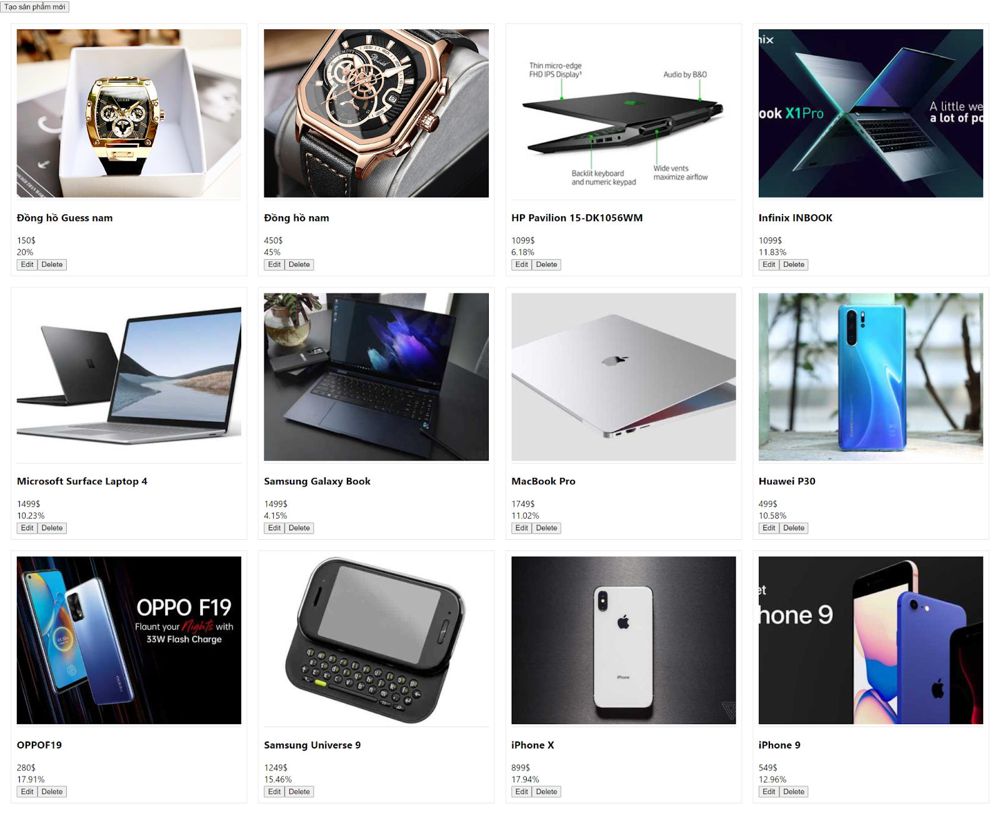 Tạo sản phẩm mới
GUESS
QUARTZ MOVT
Thin micro-edge
FHD IPS Display¹
Audio by B&O
Backlit keyboard
and numeric keypad
Wide vents
maximize airflow
nix
ook X1Pro
A little we
a lot of po
Đồng hồ Guess nam
150$
20%
Edit Delete
Đồng hồ nam
450$
45%
Edit Delete
HP Pavilion 15-DK1056WM
1099$
6.18%
Edit Delete
Infinix INBOOK
1099$
11.83%
Edit Delete
Microsoft Surface Laptop 4
1499$
10.23%
Edit Delete
Samsung Galaxy Book
1499$
4.15%
Edit Delete
MacBook Pro
1749$
11.02%
Edit Delete
Huawei P30
499$
10.58%
Edit Delete
OPPO F19
Flaunt your Nights with
33W Flash Charge
oppo
iPhone
et
hone 9
OPPOF19
280$
17.91%
Edit Delete
Samsung Universe 9
1249$
15.46%
Edit Delete
iPhone X
899$
17.94%
Edit Delete
iPhone 9
549$
12.96%
Edit Delete